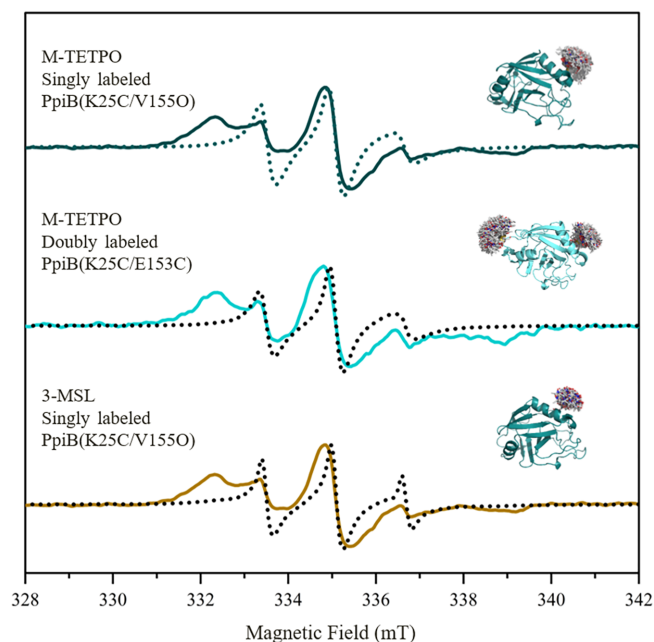 M-TETPO
Singly labeled
PpiB(K25C/V155O)
M-TETPO
Doubly labeled
PpiB(K25C/E153C)
3-MSL
Singly labeled
PpiB(K25C/V155O)
328 330 332 334 336 338 340 342
Magnetic Field (mT)